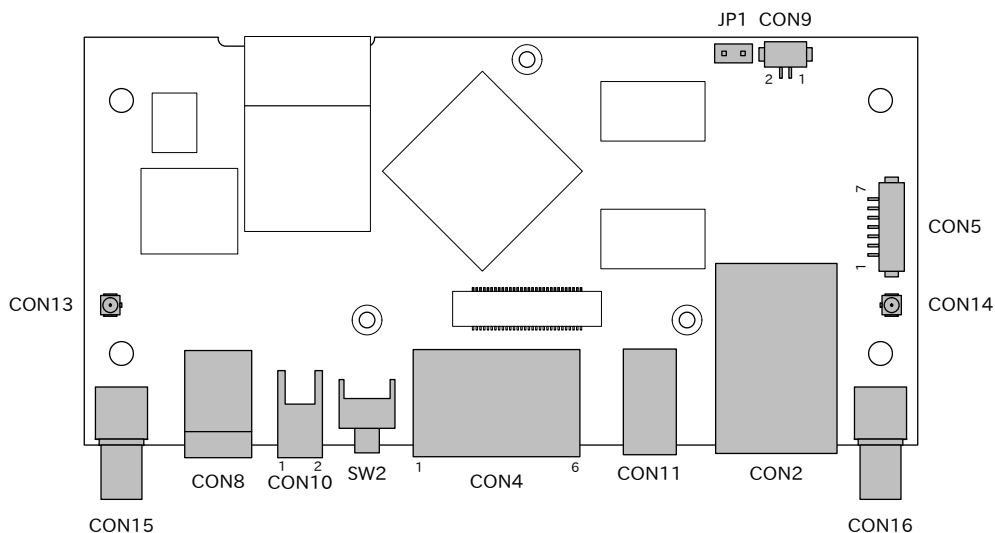 JP1 CON9
2 1
7
CON5
1
CON13
CON14
1 2
1 6
CON8
CON10
SW2
CON4
CON11
CON2
CON15
CON16